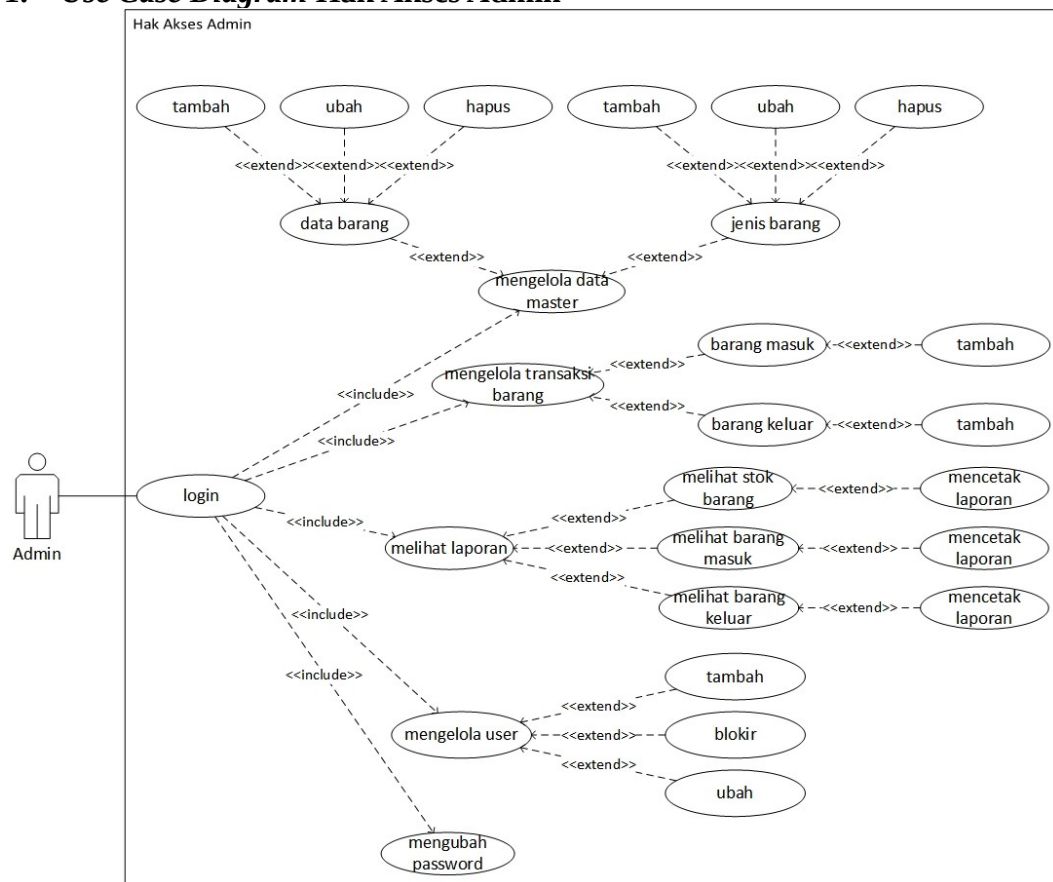 1. Use Case Diagram Hak Akses Admin
Hak Akses Admin
tambah
ubah
hapus
tambah
ubah
hapus
<<extend>>
<<extend>>
<<extend>>
<<extend>>
<<extend>>
<<extend>>
data barang
jenis barang
<<extend>>
<<extend>>
mengelola data
master
barang masuk
<<extend>>
tambah
<<extend>>
mengelola transaksi
barang
<<include>>
<<extend>>
barang keluar
<<extend>>
tambah
<<include>>
melihat stok
barang
<<extend>>
mencetak
laporan
login
<<extend>>
<<include>>
Admin
melihat laporan
<<extend>>
melihat barang
masuk
<<extend>>
mencetak
laporan
<<extend>>
melihat barang
keluar
<<extend>>
mencetak
laporan
<<include>>
<<include>>
tambah
<<extend>>
mengelola user
<<extend>>
blokir
<<extend>>
ubah
mengubah
password